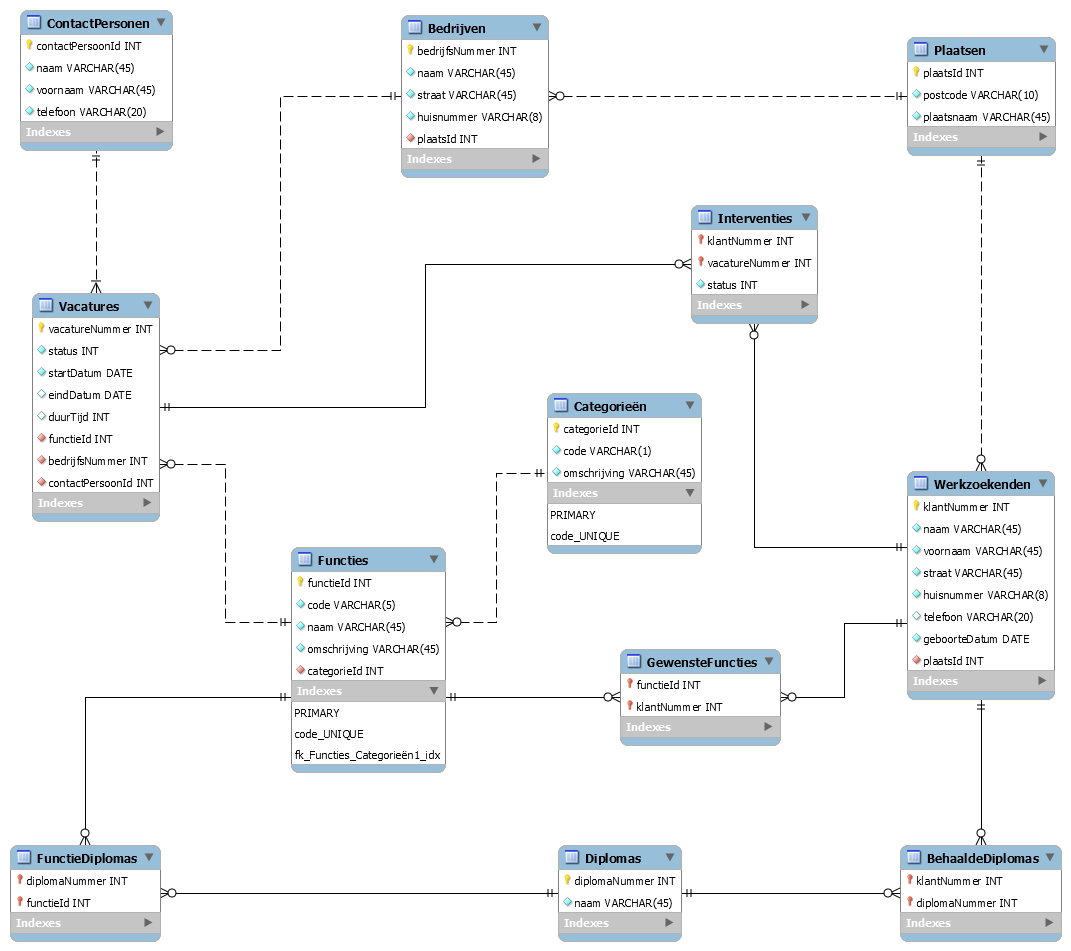 ContactPersonen
contactPersoonId INT
naam VARCHAR(45)
voornaam VARCHAR(45)
telefoon VARCHAR(20)
Indexes
Bedrijven
bedrijfsNummer INT
naam VARCHAR(45)
straat VARCHAR(45)
huisnummer VARCHAR(8)
plaatsId INT
Indexes
Plaatsen
plaatsId INT
postcode VARCHAR(10)
plaatsnaam VARCHAR(45)
Indexes
Interventies
klantNummer INT
vacatureNummer INT
status INT
Indexes
Vacatures
vacatureNummer INT
status INT
startDatum DATE
eindDatum DATE
duurTijd INT
functieId INT
bedrijfsNummer INT
contactPersoonId INT
Indexes
Categorieën
categorieId INT
code VARCHAR(1)
omschrijving VARCHAR(45)
Indexes
PRIMARY
code_UNIQUE
Werkzoekenden
klantNummer INT
naam VARCHAR(45)
voornaam VARCHAR(45)
straat VARCHAR(45)
huisnummer VARCHAR(8)
telefoon VARCHAR(20)
geboorteDatum DATE
plaatsId INT
Indexes
Functies
functieId INT
code VARCHAR(5)
naam VARCHAR(45)
omschrijving VARCHAR(45)
categorieId INT
Indexes
PRIMARY
code_UNIQUE
fk_Functies_Categorieën1_idx
GewensteFuncties
functieId INT
klantNummer INT
Indexes
FunctieDiplomas
diplomaNummer INT
functieId INT
Indexes
Diplomas
diplomaNummer INT
naam VARCHAR(45)
Indexes
BehaaldeDiplomas
klantNummer INT
diplomaNummer INT
Indexes